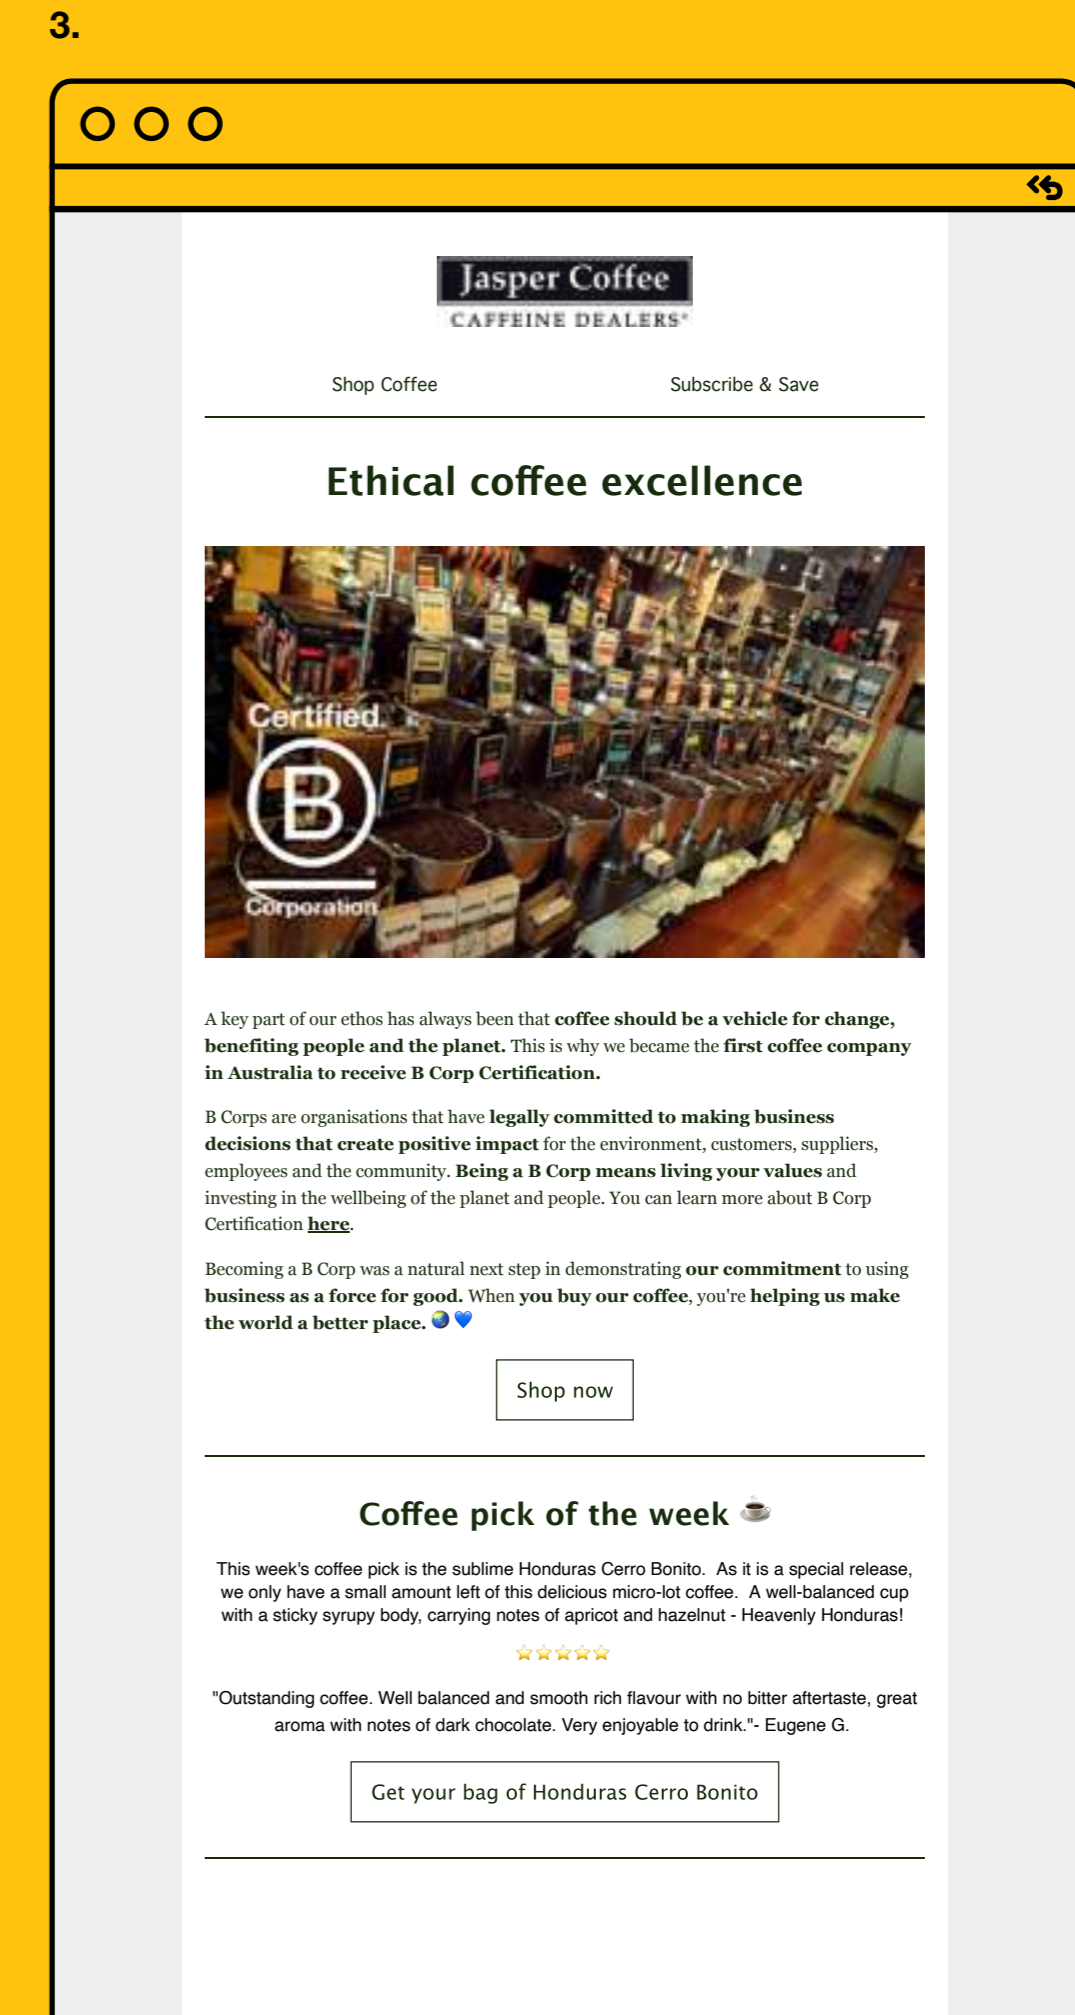 3.
Jasper Coffee
CAFFEINE DEALERS®
Shop Coffee
Subscribe & Save
Ethical coffee excellence
Certified
B
Corporation
A key part of our ethos has always been that coffee should be a vehicle for change,
benefiting people and the planet. This is why we became the first coffee company
in Australia to receive B Corp Certification.
B Corps are organisations that have legally committed to making business
decisions that create positive impact for the environment, customers, suppliers,
employees and the community. Being a B Corp means living your values and
investing in the wellbeing of the planet and people. You can learn more about B Corp
Certification here.
Becoming a B Corp was a natural next step in demonstrating our commitment to using
business as a force for good. When you buy our coffee, you're helping us make
the world a better place. 🌏 💙
Shop now
Coffee pick of the week ☕
This week's coffee pick is the sublime Honduras Cerro Bonito.  As it is a special release,
we only have a small amount left of this delicious micro-lot coffee.  A well-balanced cup
with a sticky syrupy body, carrying notes of apricot and hazelnut - Heavenly Honduras!
⭐⭐⭐⭐⭐
"Outstanding coffee. Well balanced and smooth rich flavour with no bitter aftertaste, great
aroma with notes of dark chocolate. Very enjoyable to drink."- Eugene G.
Get your bag of Honduras Cerro Bonito